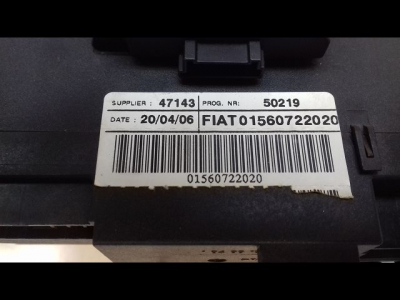 SUPPLIER : 47143 PROG. NR: 50219
DATE : 20/04/06 FIAT 01560722020
01560722020